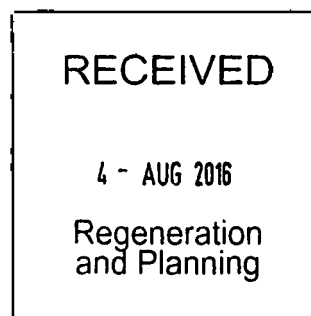 RECEIVED
4 - AUG 2016
Regeneration
and Planning